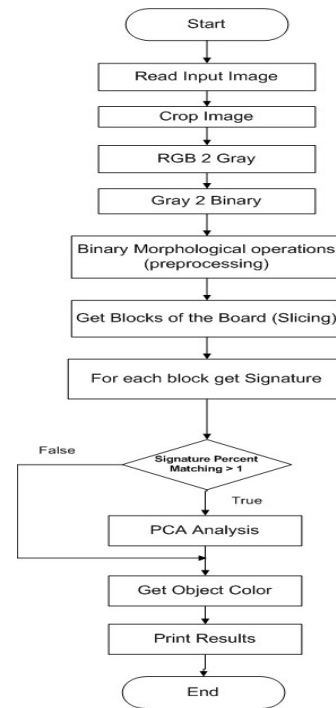 Start
Read Input Image
Crop Image
RGB 2 Gray
Gray 2 Binary
Binary Morphological operations
(preprocessing)
Get Blocks of the Board (Slicing)
For each block get Signature
False
Signature Percent
Matching > 1
True
PCA Analysis
Get Object Color
Print Results
End